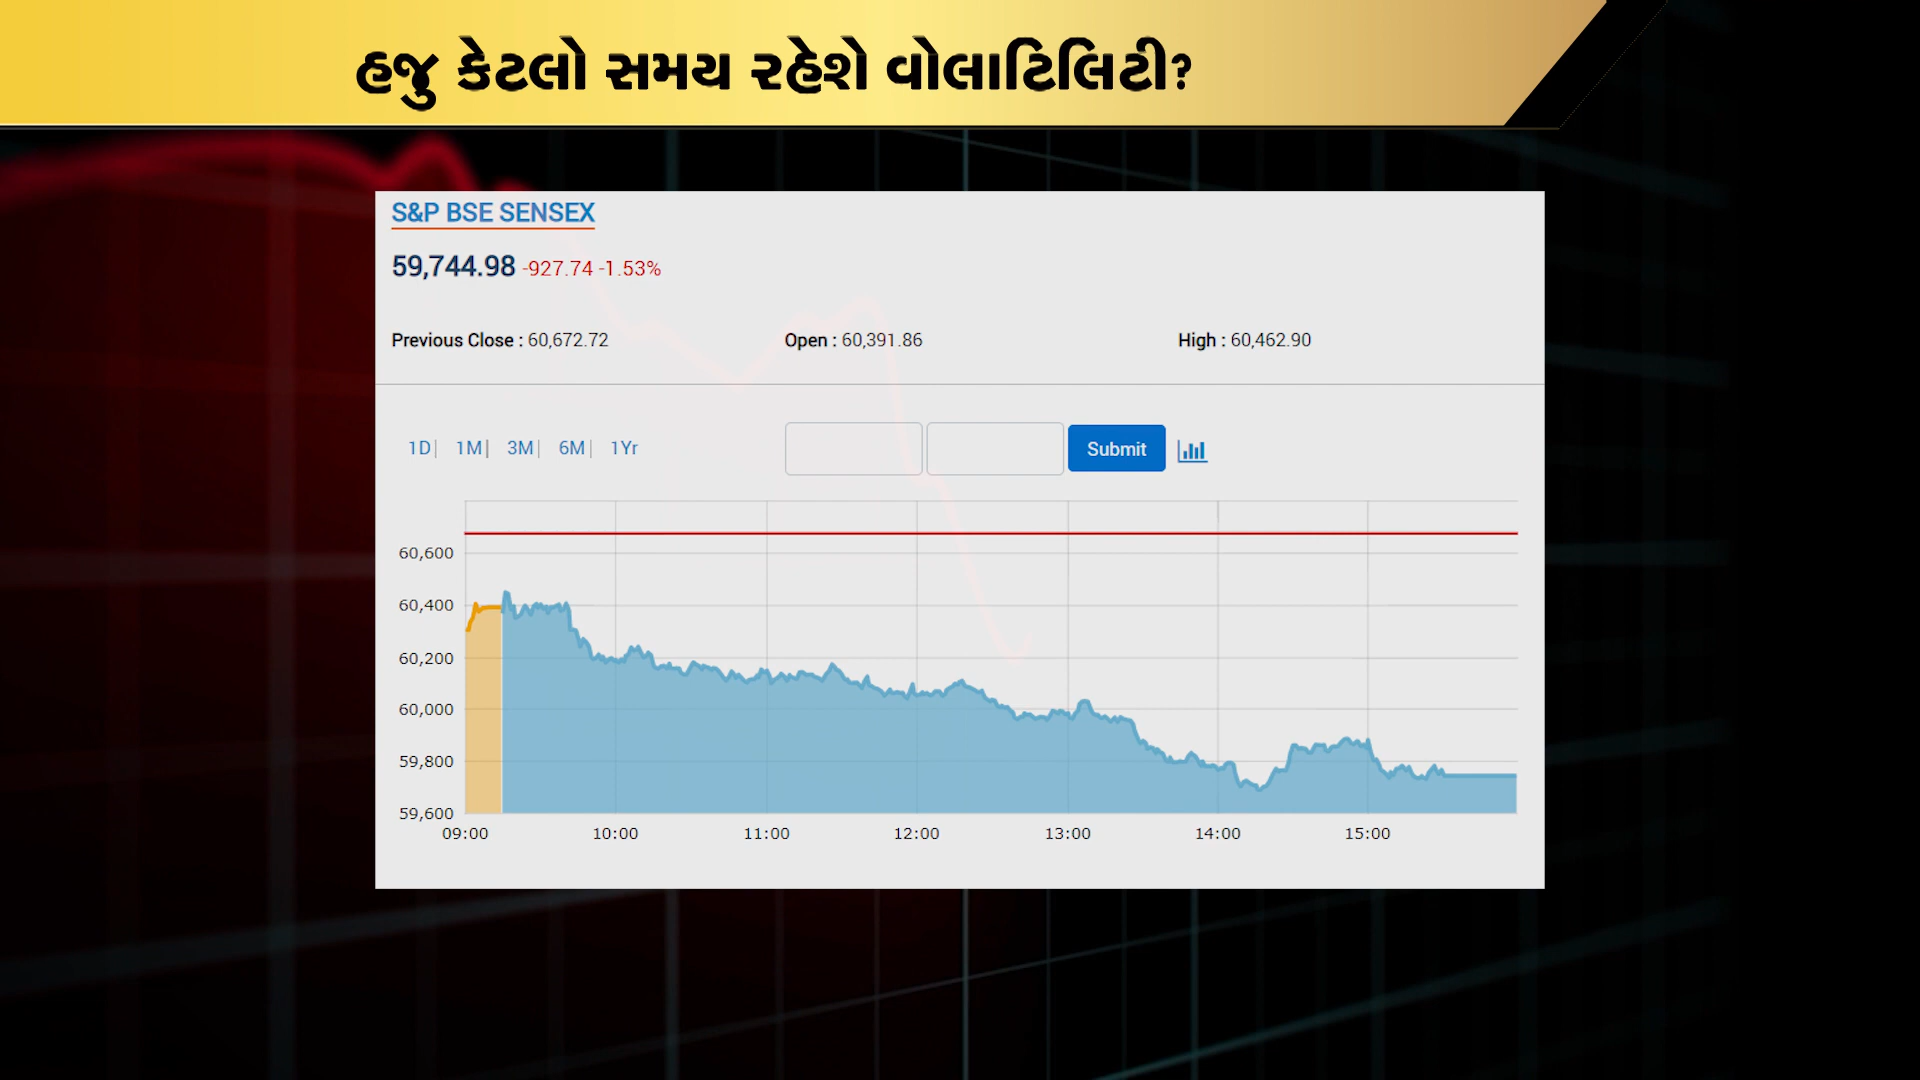 હજુ કેટલો સમય રહેશે વોલાટિલિટી?
S&P BSE SENSEX
59,744.98 -927.74 -1.53%
Previous Close : 60,672.72 Open : 60,391.86 High : 60,462.90
1D| 1M| 3M| 6M| 1Yr Submit
60,600
60,400
60,200
60,000
59,800
59,600
09:00 10:00 11:00 12:00 13:00 14:00 15:00